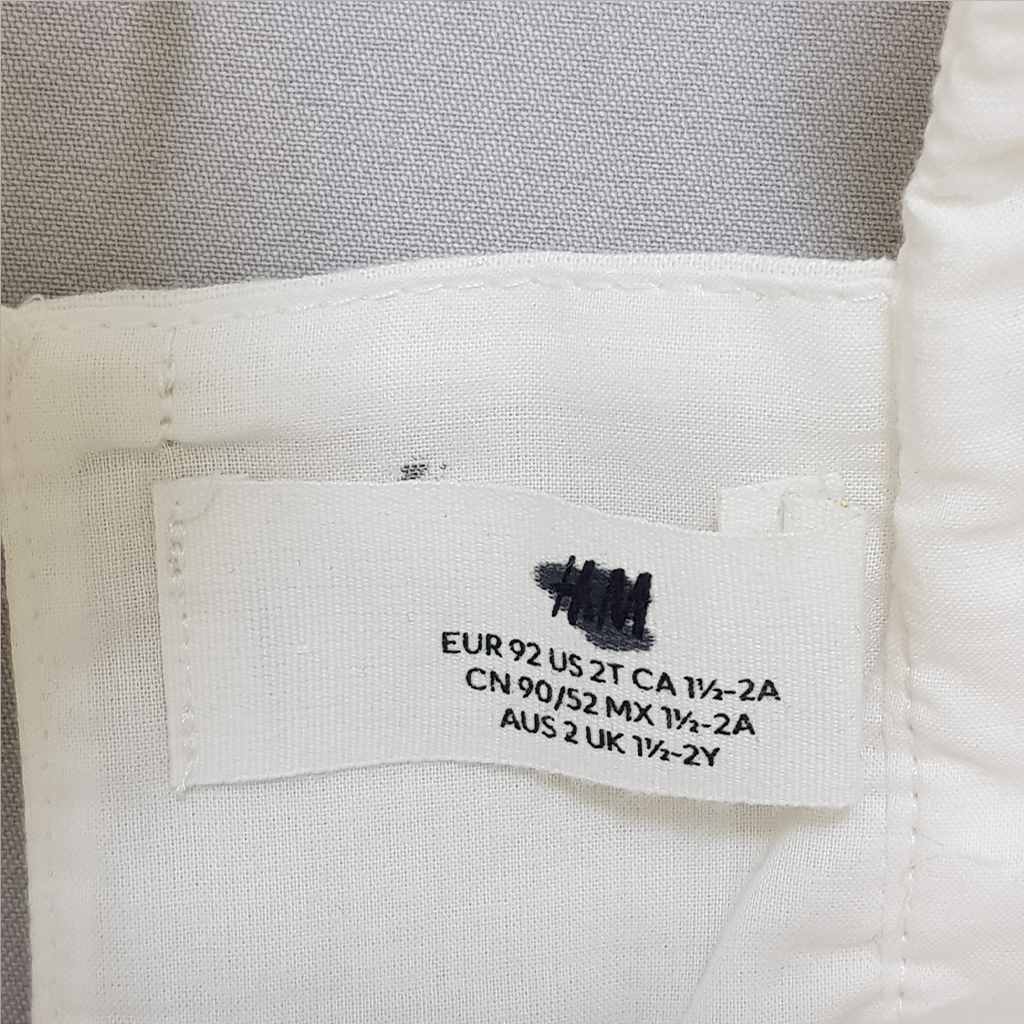 H&M
EUR 92 US 2T CA 1½-2A
CN 90/52 MX 1½-2A
AUS 2 UK 1½-2Y